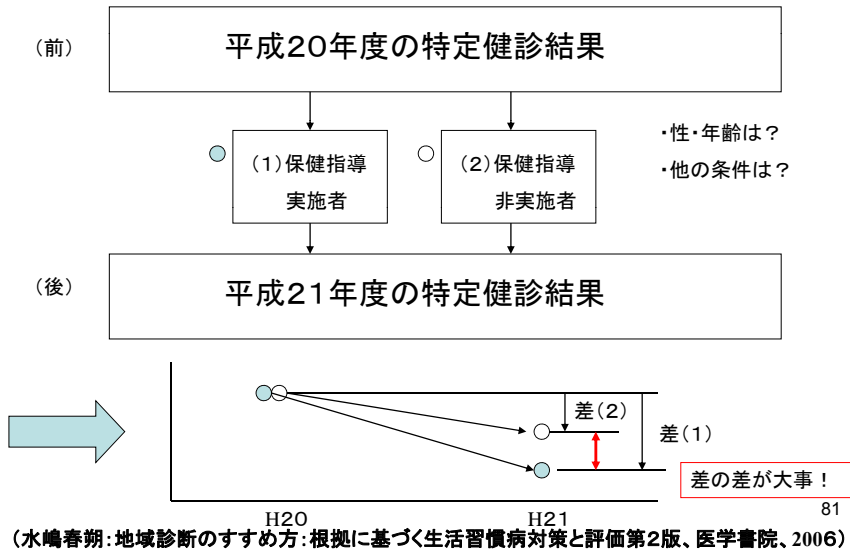 (前)
平成20年度の特定健診結果
(1)保健指導
実施者
(2)保健指導
非実施者
・性・年齢は？
・他の条件は？
(後)
平成21年度の特定健診結果
差(2)
差(1)
差の差が大事！
H20
H21
81
(水嶋春朔：地域診断のすすめ方：根拠に基づく生活習慣病対策と評価第2版、医学書院、2006)